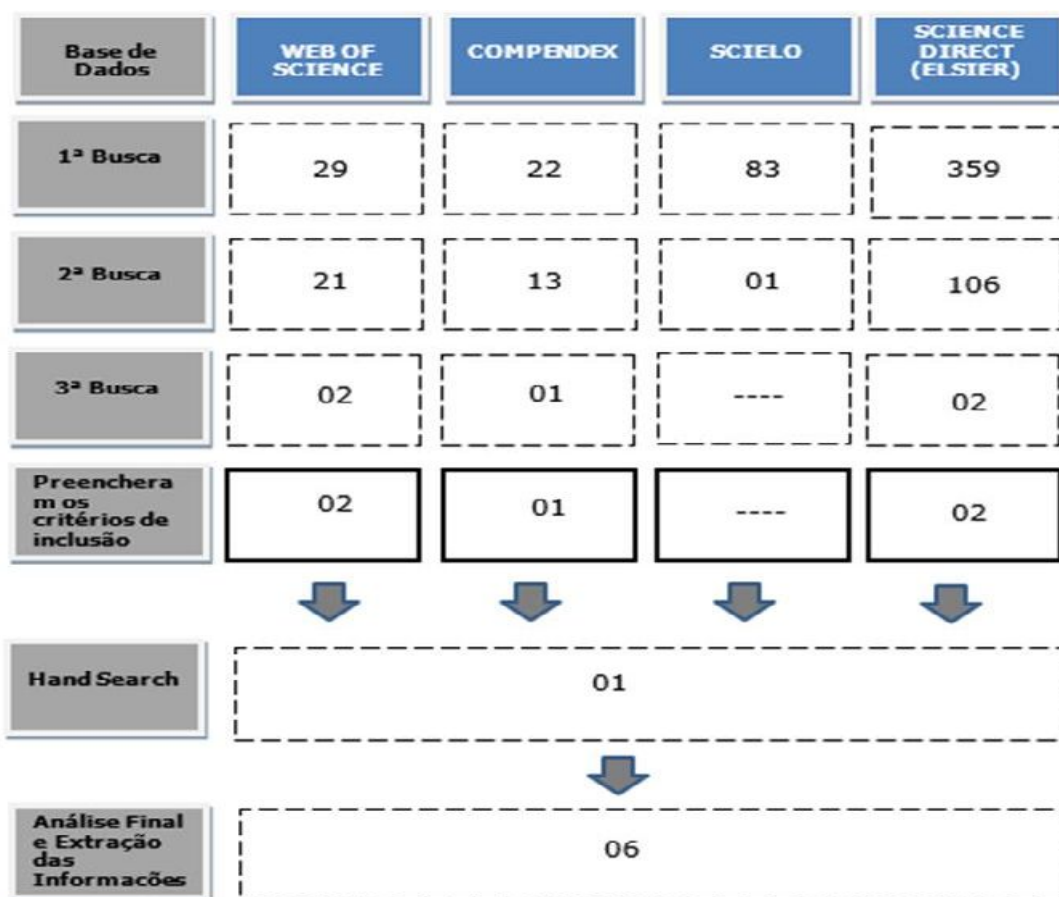 Base de
Dados
WEB OF
SCIENCE
COMPENDEX
SCIELO
SCIENCE
DIRECT
(ELSIER)
1ª Busca
29
22
83
359
2ª Busca
21
13
01
106
3ª Busca
02
01
----
02
Preenchera
m os
critérios de
inclusão
02
01
----
02
Hand Search
01
Análise Final
e Extração
das
Informacões
06